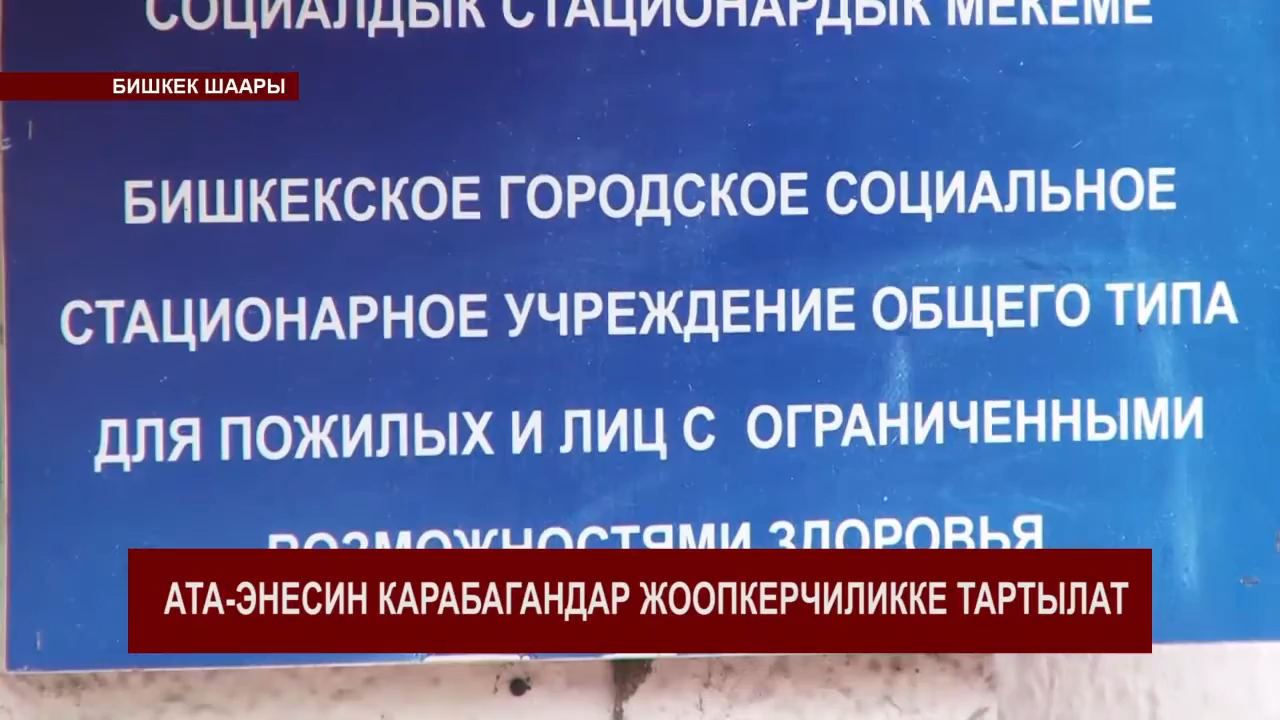 СОЦИАЛДЫК СТАЦИОНАРДЫК МЕКЕМЕ
БИШКЕК ШААРЫ
БИШКЕКСКОЕ ГОРОДСКОЕ СОЦИАЛЬНОЕ
СТАЦИОНАРНОЕ УЧРЕЖДЕНИЕ ОБЩЕГО ТИПА
ДЛЯ ПОЖИЛЫХ И ЛИЦ С ОГРАНИЧЕННЫМИ
ВОЗМОЖНОСТЯМИ ЗДОРОВЬЯ
АТА-ЭНЕСИН КАРАБАГАНДАР ЖООПКЕРЧИЛИККЕ ТАРТЫЛАТ